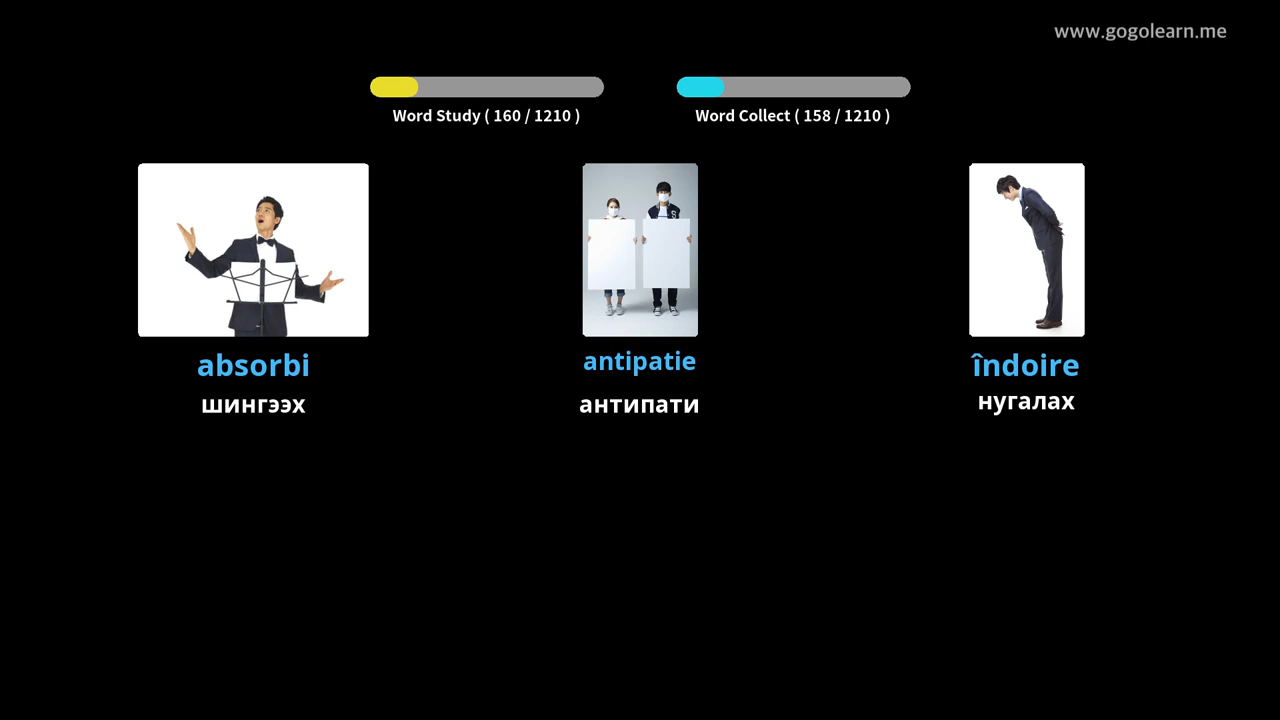 www.gogolearn.me
Word Study ( 160 / 1210 )
Word Collect ( 158 / 1210 )
absorbi
antipatie
îndoire
шингээх
антипати
нугалах